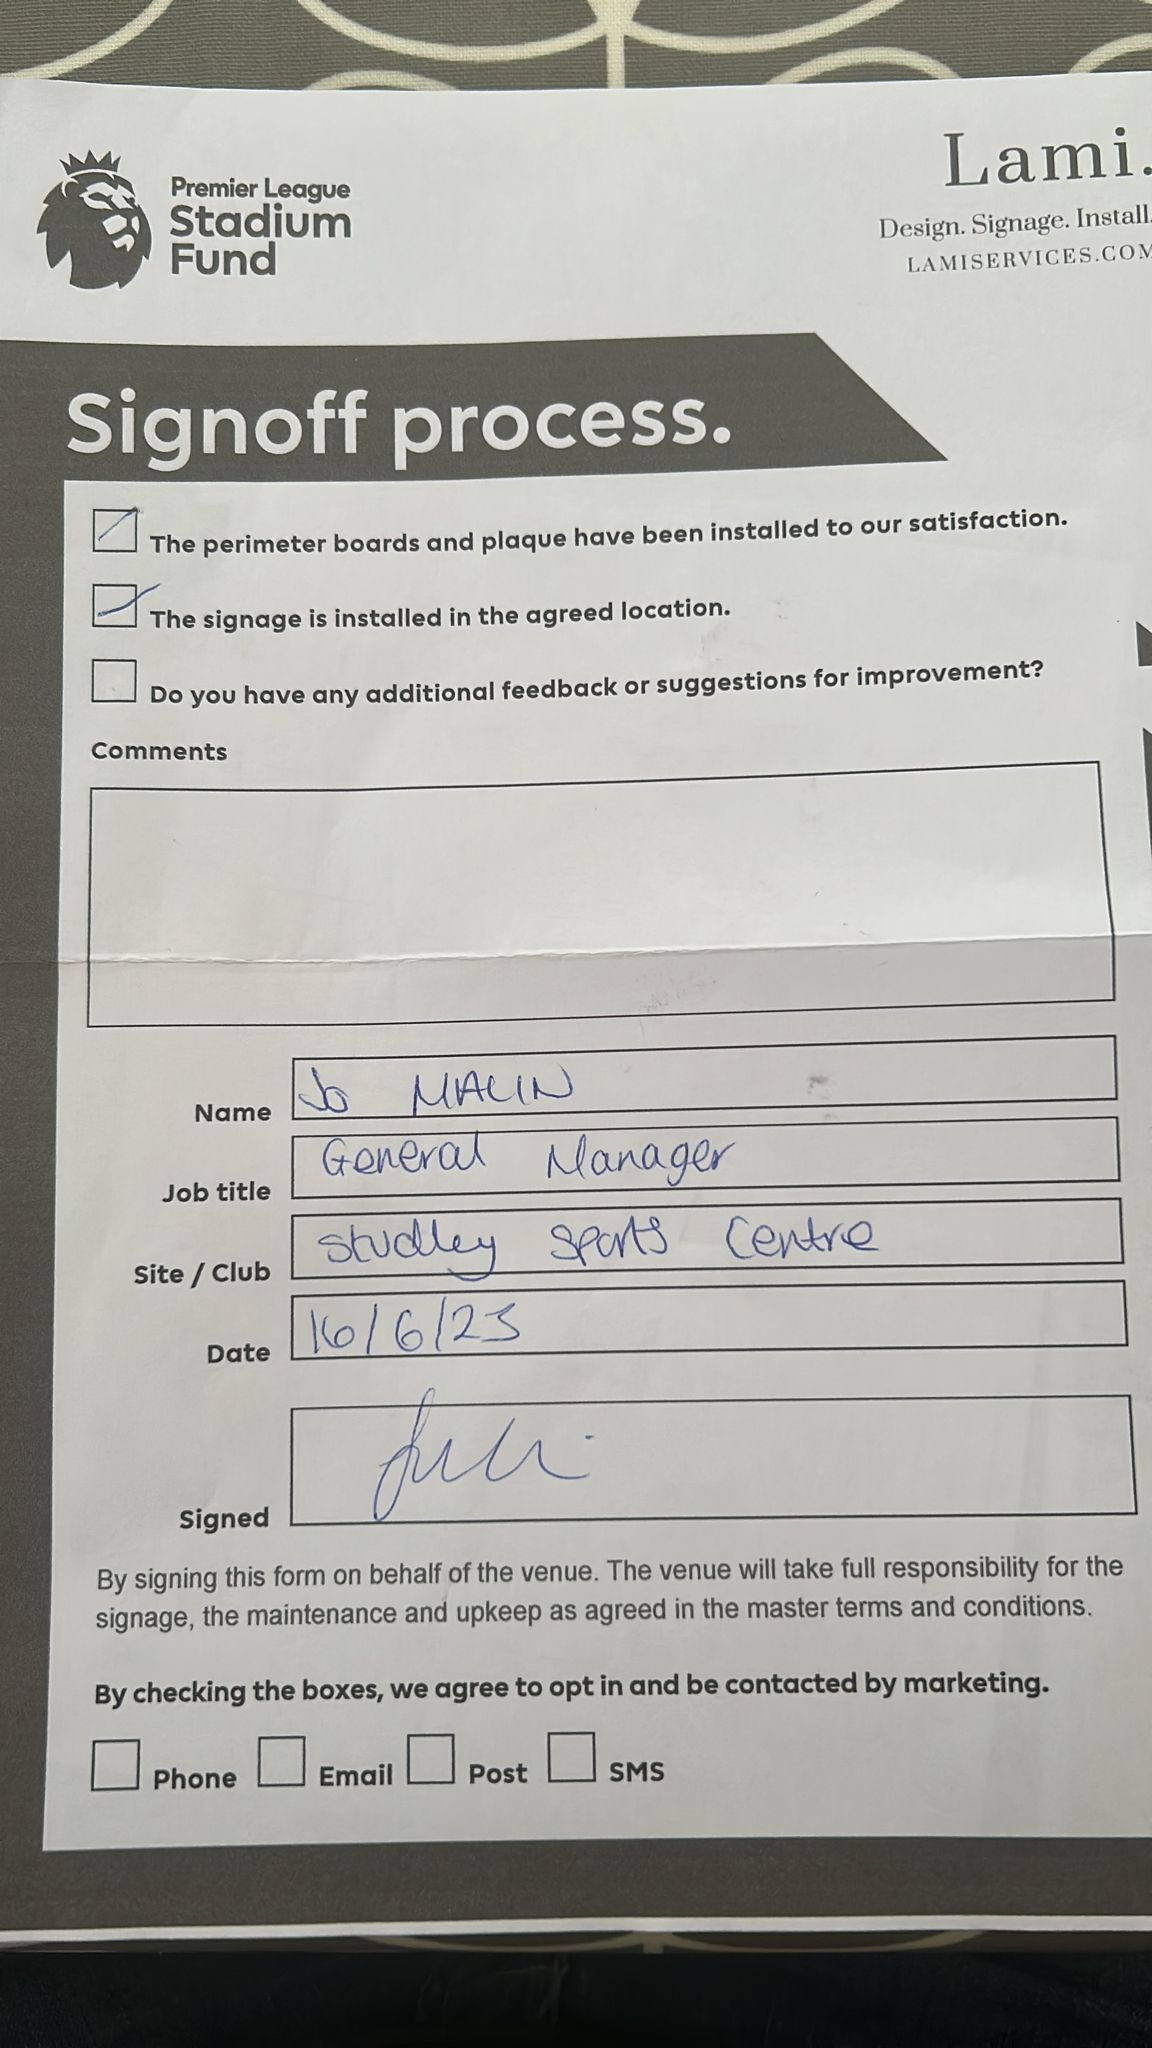 Premier League
Stadium
Fund
Lami.
Design. Signage. Install.
LAMISERVICES.COM
Signoff process.
The perimeter boards and plaque have been installed to our satisfaction.
The signage is installed in the agreed location.
Do you have any additional feedback or suggestions for improvement?
Comments
Name Jo MALIN
Job title General Manager
Site / Club Studley Sports Centre
Date 16/6/23
Signed
By signing this form on behalf of the venue. The venue will take full responsibility for the
signage, the maintenance and upkeep as agreed in the master terms and conditions.
By checking the boxes, we agree to opt in and be contacted by marketing.
Phone Email Post SMS